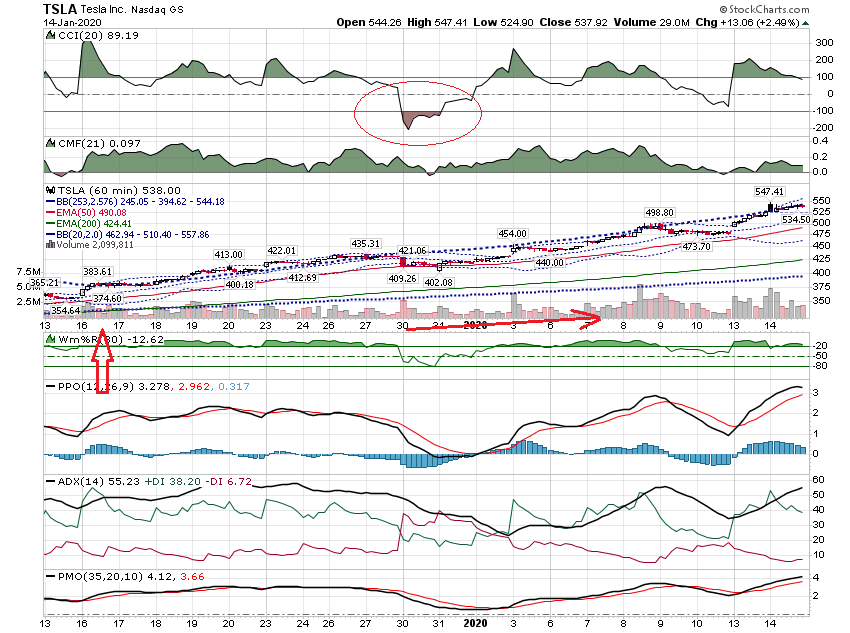 TSLA Tesla Inc. Nasdaq GS
© StockCharts.com
14-Jan-2020
Open 544.26 High 547.41 Low 524.90 Close 537.92 Volume 29.0M Chg +13.06 (+2.49%)
CCI(20) 89.19
300
200
100
0
-100
-200
CMF(21) 0.097
0.4
0.2
0.0
TSLA (60 min) 538.00
BB(253,2.576) 245.05 - 394.62 - 544.18
EMA(50) 490.08
EMA(200) 424.41
BB(20,2.0) 462.94 - 510.40 - 557.86
Volume 2,099,811
547.41
534.50
498.80
473.70
454.00
440.00
435.31
421.06
422.01
413.00
412.69
409.26
402.08
400.18
383.61
374.60
365.21
354.64
550
525
500
475
450
425
400
375
350
7.5M
2.5M
13 16 17 18 19 20 23 24 26 27 30 31 2020 3 6 7 8 9 10 13 14
-12.62
-20
-50
-80
PPO(12,26,9) 3.278, 2.962, 0.317
3
2
1
0
ADX(14) 55.23 +DI 38.20 -DI 6.72
60
50
40
30
20
10
PMO(35,20,10) 4.12, 3.66
4
2
13 16 17 18 19 20 23 24 26 27 30 31 2020 3 6 7 8 9 10 13 14